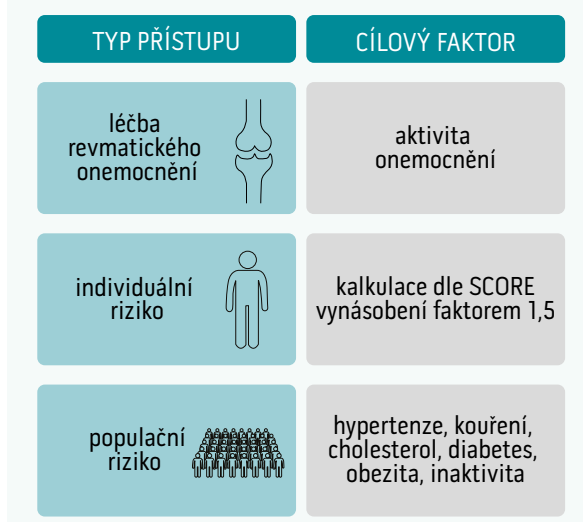 TYP PŘÍSTUPU
CÍLOVÝ FAKTOR
léčba
revmatického
onemocnění
aktivita
onemocnění
individuální
riziko
kalkulace dle SCORE
vynásobení faktorem 1,5
populační
riziko
hypertenze, kouření,
cholesterol, diabetes,
obezita, inaktivita